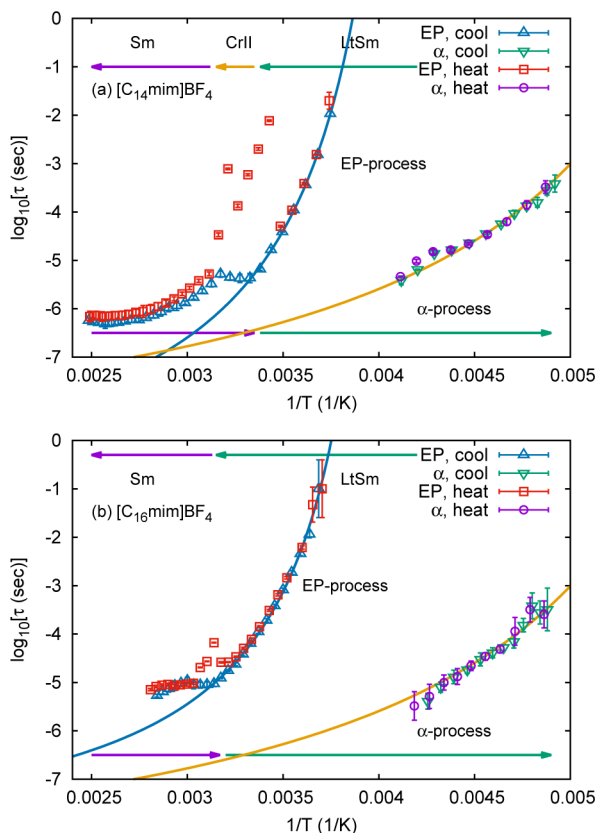 Sm CrII LtSm
EP, cool
α, cool
EP, heat
α, heat
(a) [C14mim]BF4
EP-process
α-process
log10[τ (sec)]
0
-1
-2
-3
-4
-5
-6
-7
0.0025 0.003 0.0035 0.004 0.0045 0.005
1/T (1/K)
Sm LtSm
EP, cool
α, cool
EP, heat
α, heat
(b) [C16mim]BF4
EP-process
α-process
log10[τ (sec)]
0
-1
-2
-3
-4
-5
-6
-7
0.0025 0.003 0.0035 0.004 0.0045 0.005
1/T (1/K)